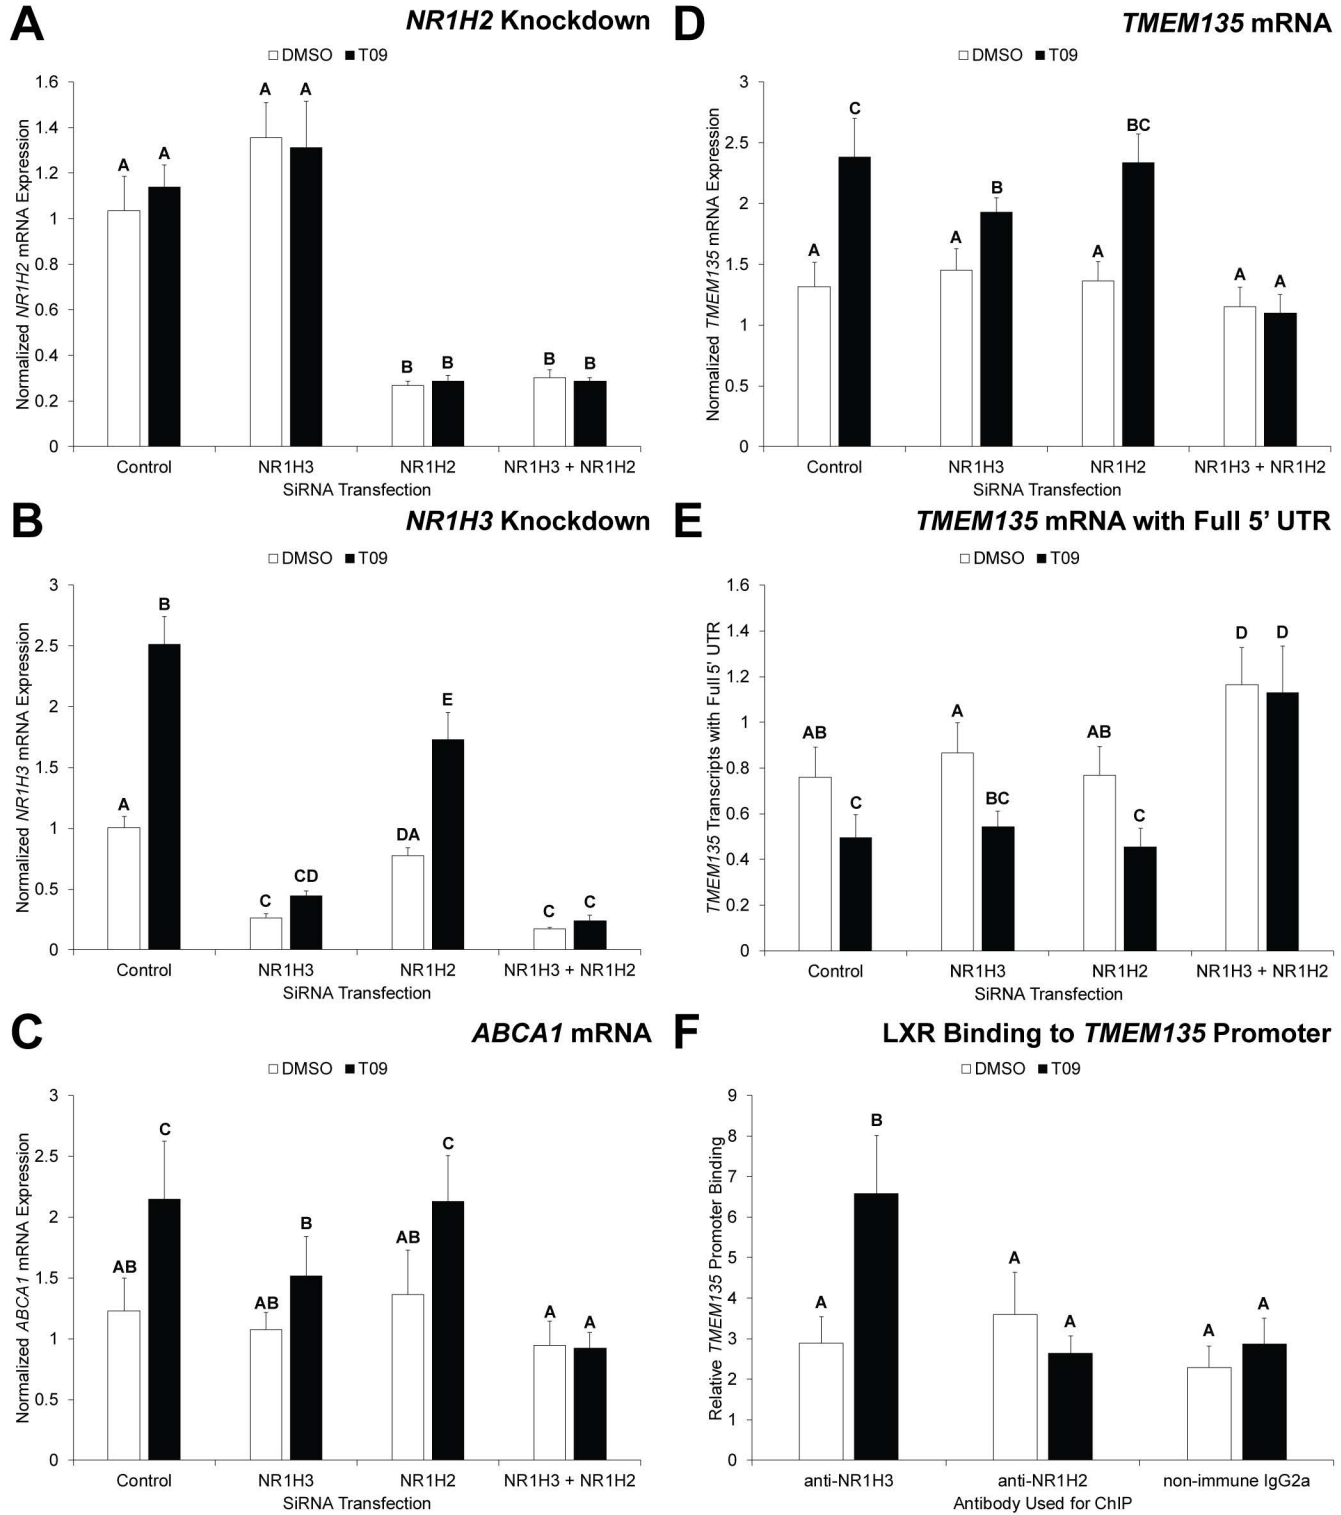 A
NR1H2 Knockdown
DMSO T09
Normalized NR1H2 mRNA Expression
1.6
1.4
1.2
1
0.8
0.6
0.4
0.2
0
A A A A B B B B
Control NR1H3 NR1H2 NR1H3 + NR1H2
SiRNA Transfection
B
NR1H3 Knockdown
DMSO T09
Normalized NR1H3 mRNA Expression
3
2.5
2
1.5
1
0.5
0
A B C CD DA E C C
Control NR1H3 NR1H2 NR1H3 + NR1H2
SiRNA Transfection
C
ABCA1 mRNA
DMSO T09
Normalized ABCA1 mRNA Expression
3
2.5
2
1.5
1
0.5
0
AB C AB B AB C A A
Control NR1H3 NR1H2 NR1H3 + NR1H2
SiRNA Transfection
D
TMEM135 mRNA
DMSO T09
Normalized TMEM135 mRNA Expression
3
2.5
2
1.5
1
0.5
0
A C A B A BC A A
Control NR1H3 NR1H2 NR1H3 + NR1H2
SiRNA Transfection
E
TMEM135 mRNA with Full 5’ UTR
DMSO T09
TMEM135 Transcripts with Full 5’ UTR
1.6
1.4
1.2
1
0.8
0.6
0.4
0.2
0
AB C A BC AB C D D
Control NR1H3 NR1H2 NR1H3 + NR1H2
SiRNA Transfection
F
LXR Binding to TMEM135 Promoter
DMSO T09
Relative TMEM135 Promoter Binding
9
8
7
6
5
4
3
2
1
0
A B A A A A
anti-NR1H3 anti-NR1H2 non-immune IgG2a
Antibody Used for ChIP